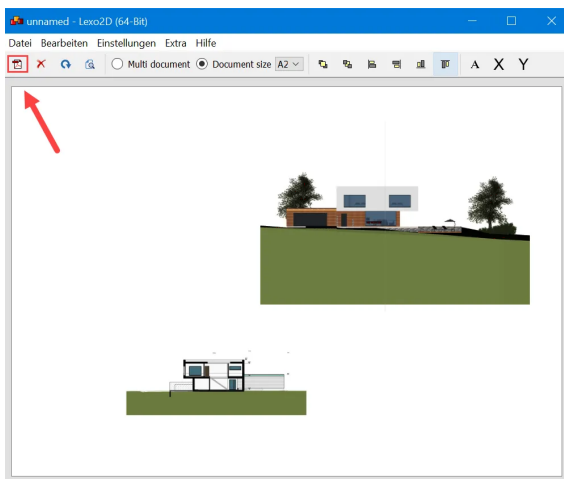 unnamed - Lexo2D (64-Bit)
Datei Bearbeiten Einstellungen Extra Hilfe
Multi document Document size A2 A X Y